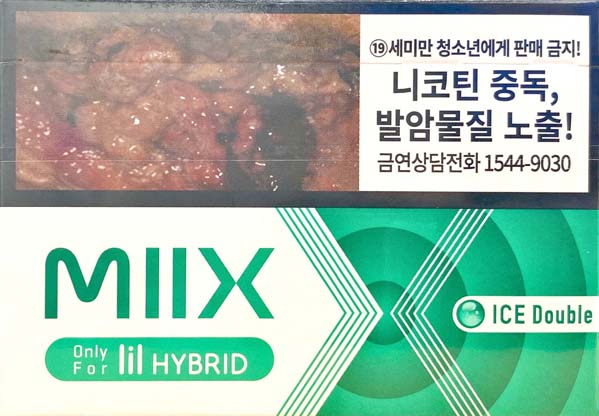 ⑲세미만 청소년에게 판매 금지!
니코틴 중독,
발암물질 노출!
금연상담전화 1544-9030
MIIX
ICE Double
Only For lil HYBRID